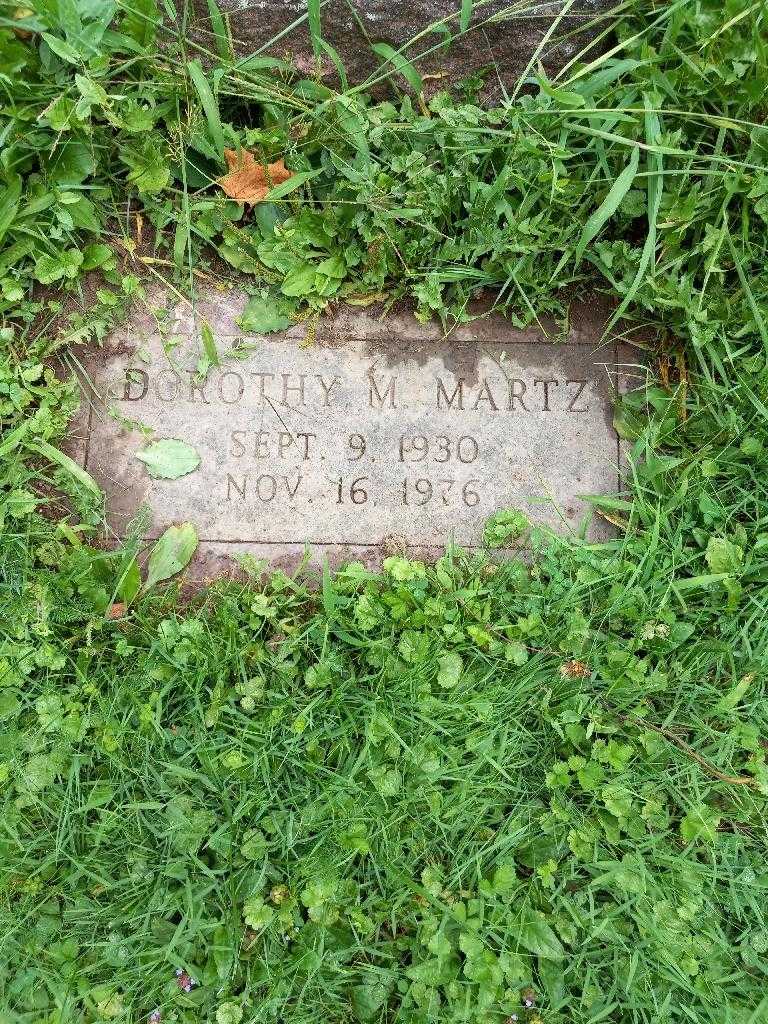 DOROTHY M. MARTZ
SEPT. 9, 1930
NOV. 16, 1976